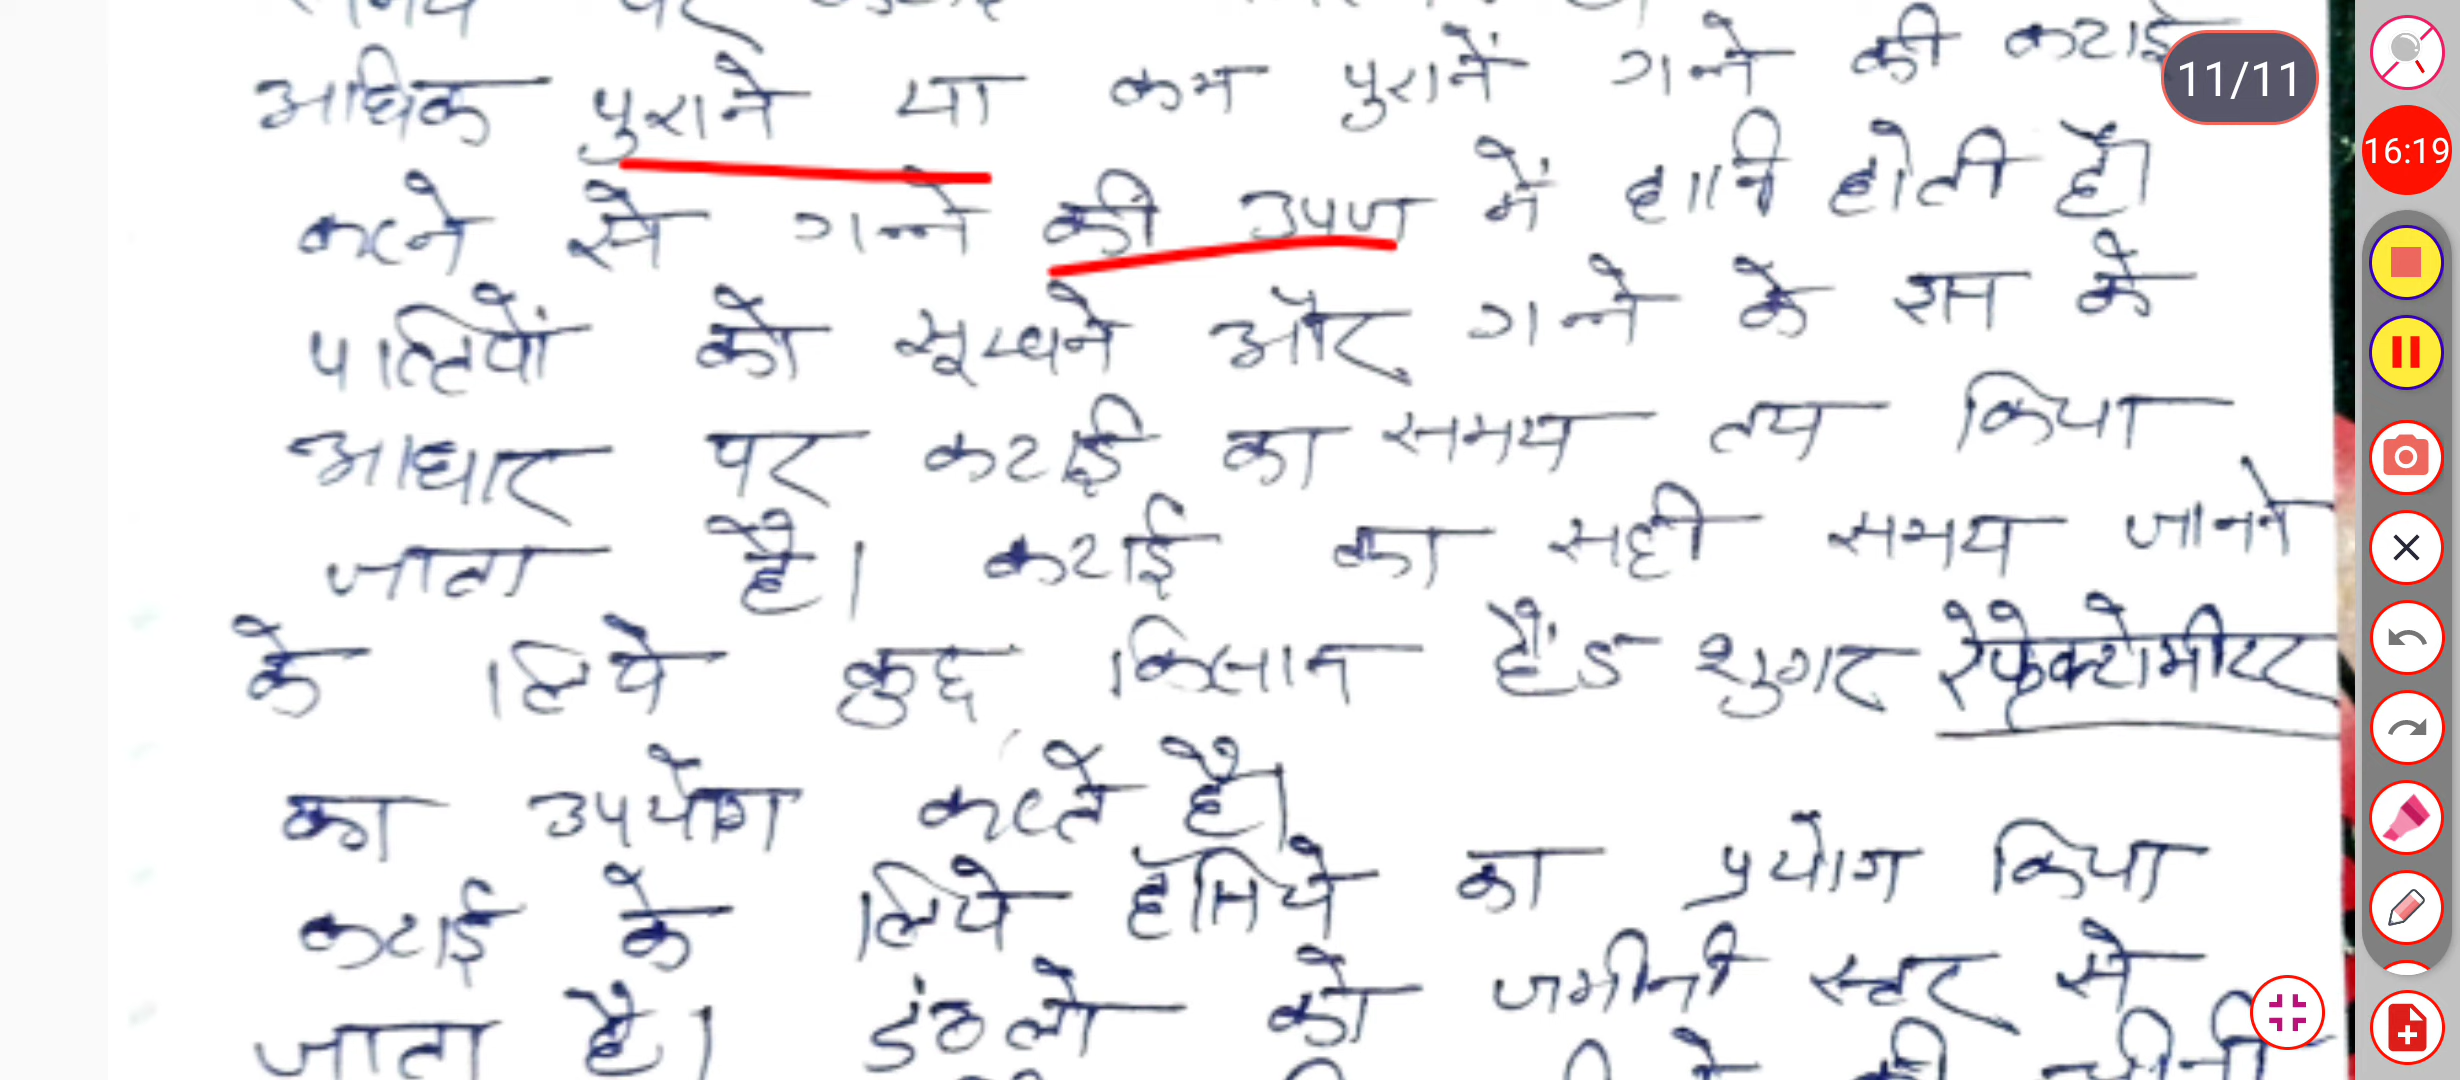 अधिक पुराने या कम पुरानें गन्ने की कटाई
11/11
16:19
करने से गन्ने की उपज में हानि होती है।
पत्तियों के सूखने और गन्ने के रस के
आधार पर कटाई का समय तय किया
जाता है। कटाई का सही समय जानने
के लिये कुछ किसान हैंड शुगर रेफ्रेक्टोमीटर
का उपयोग करते है।
कटाई के लिये हँसिये का प्रयोग किया
जाता है। डंठलो को जमीनी स्तर से